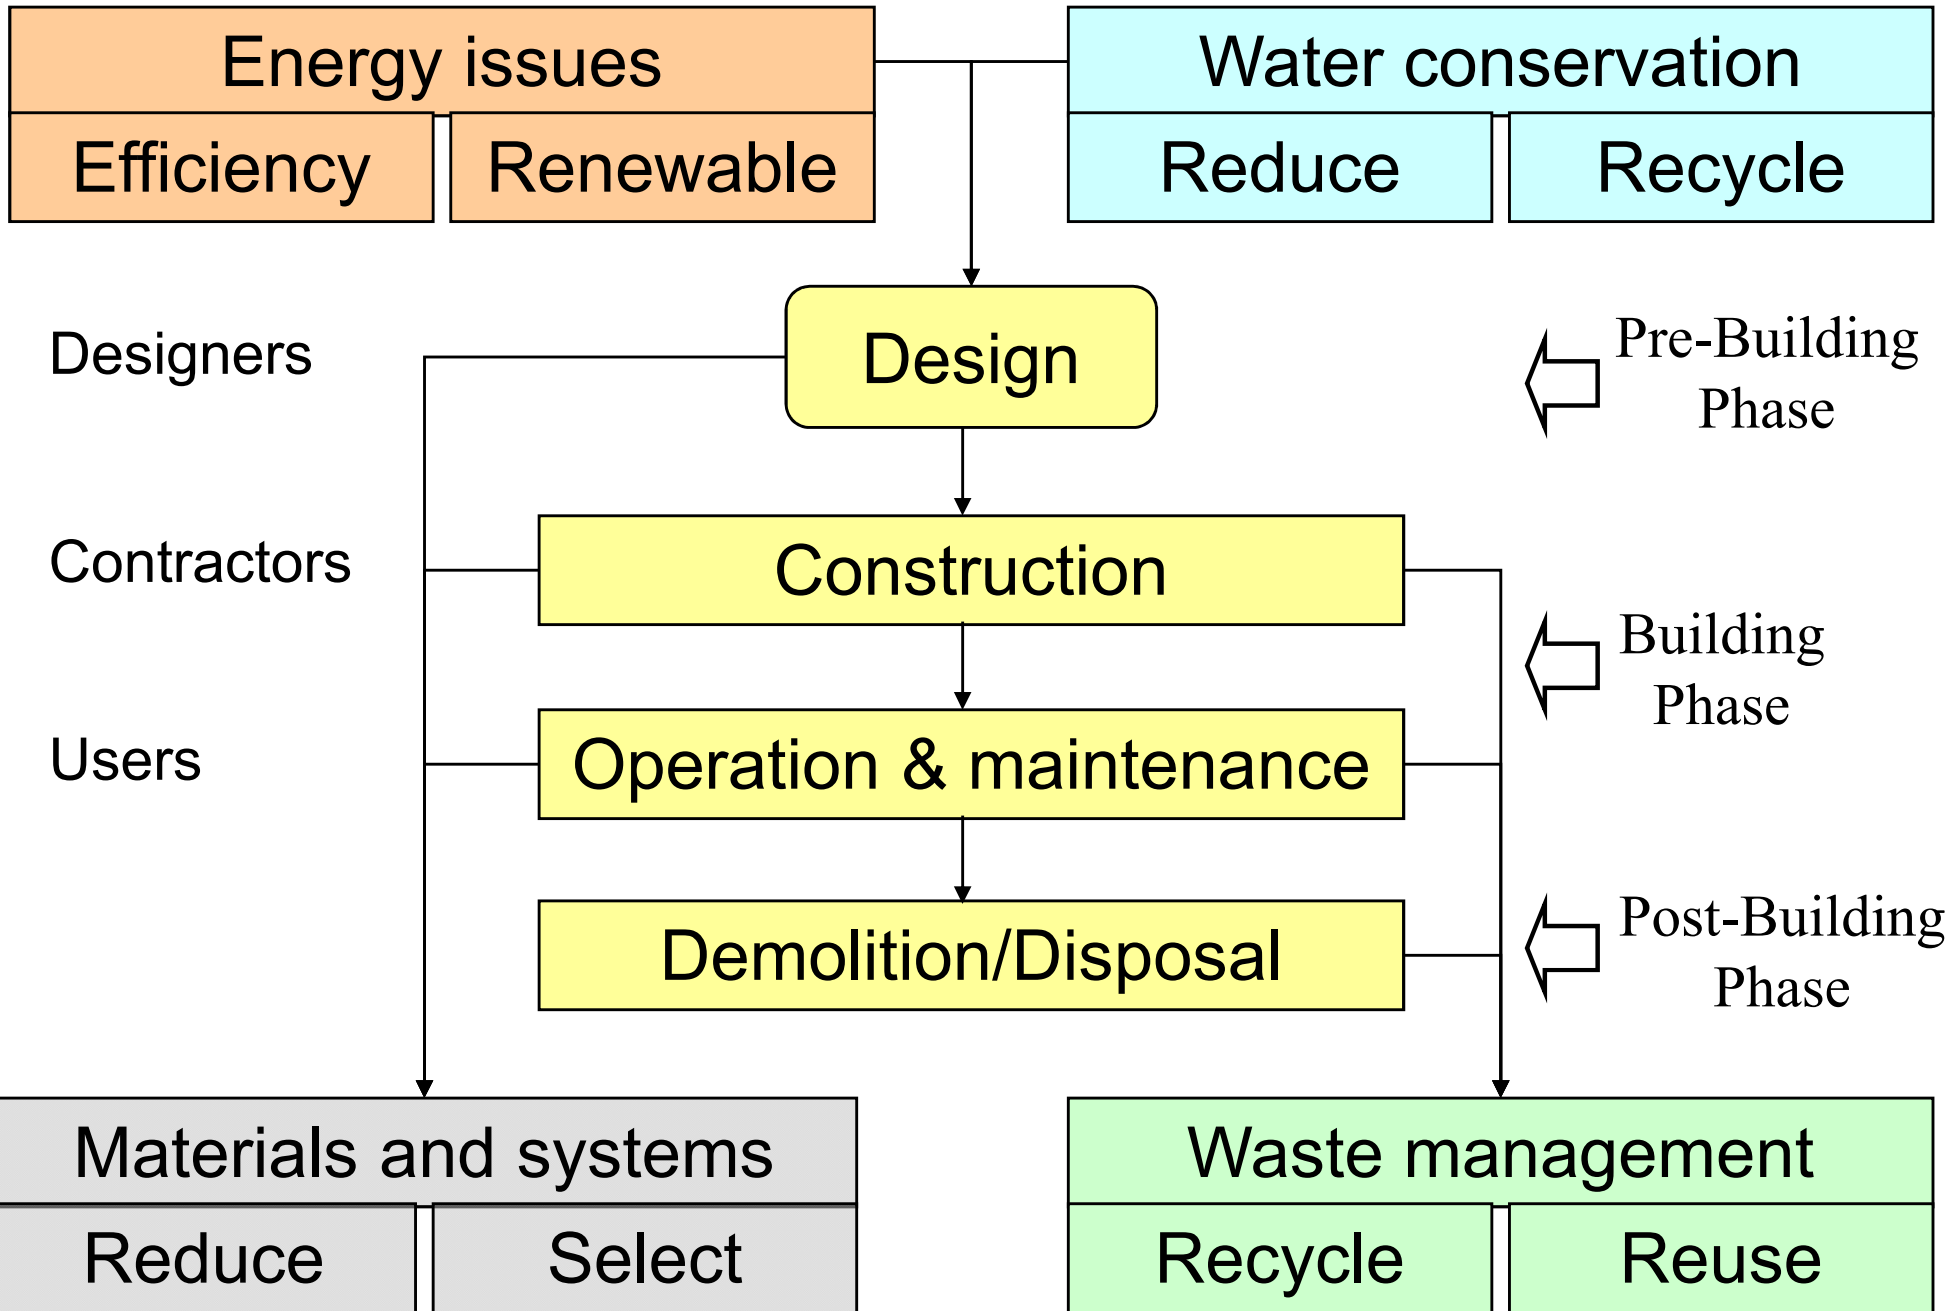 Energy issues
Water conservation
Efficiency
Renewable
Reduce
Recycle
Designers
Design
Pre-Building
Phase
Contractors
Construction
Building
Phase
Users
Operation & maintenance
Demolition/Disposal
Post-Building
Phase
Materials and systems
Waste management
Reduce
Select
Recycle
Reuse